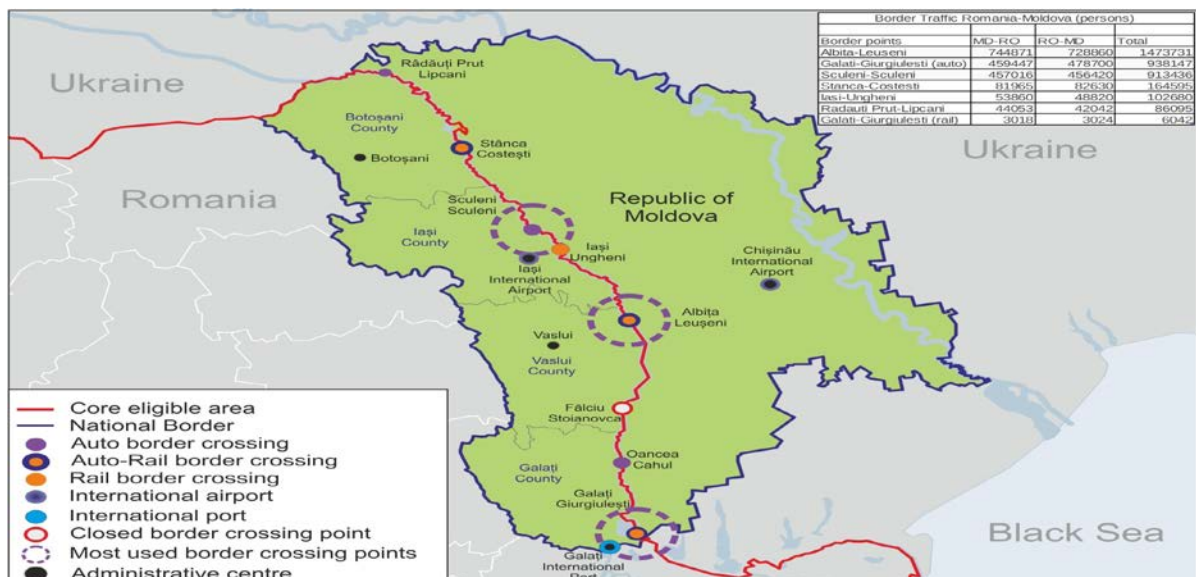 Border Traffic Romania-Moldova (persons)
Border points MD-RO RO-MD Total
Albita-Leuseni 744871 728860 1473731
Galati-Giurgiulesti (auto) 459447 478700 938147
Sculeni-Sculeni 457016 456420 913436
Stanca-Costesti 81965 82630 164595
Iasi-Ungheni 53860 48820 102680
Radauti Prut-Lipcani 44053 42042 86095
Galati-Giurgiulesti (rail) 3018 3024 6042
Ukraine
Rădăuți Prut
Lipcani
Botoșani
County
Botoșani
Stânca
Costești
Ukraine
Romania
Republic of
Moldova
Sculeni
Sculeni
Iași
County
Iași
Ungheni
Iași
International
Airport
Chișinău
International
Airport
Albița
Leușeni
Vaslui
Vaslui
County
Fălciu
Stoianovca
Oancea
Cahul
Galați
County
Galați
Giurgiulești
Galați
International
Port
Black Sea
Core eligible area
National Border
Auto border crossing
Auto-Rail border crossing
Rail border crossing
International airport
International port
Closed border crossing point
Most used border crossing points
Administrative centre